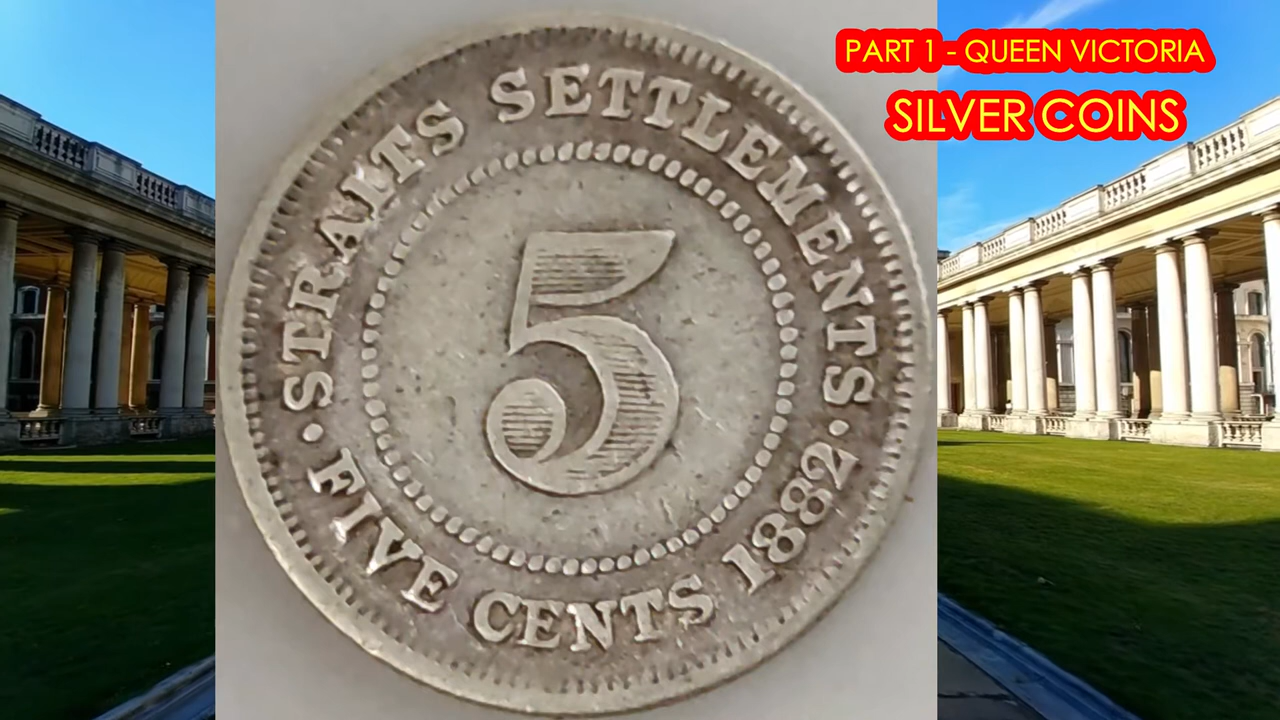 PART 1 - QUEEN VICTORIA
SILVER COINS
· STRAITS SETTLEMENTS ·
FIVE CENTS 1882
5